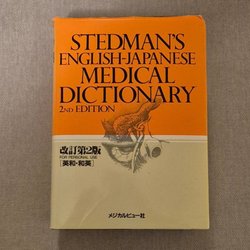 STEDMAN'S
ENGLISH-JAPANESE
MEDICAL
DICTIONARY
2ND EDITION
改訂第2版
FOR PERSONAL USE
[英和・和英]
メジカルビュー社